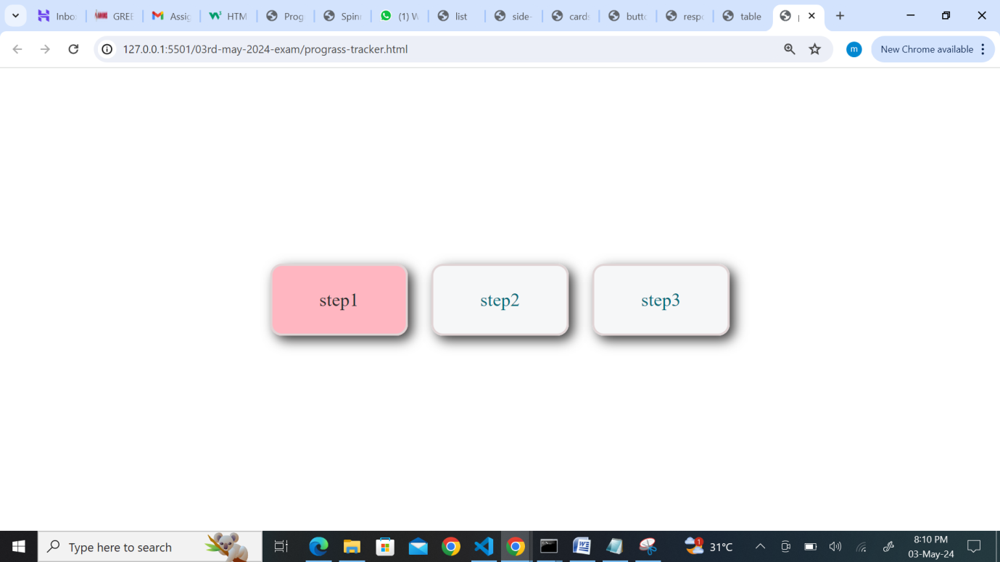 Inbo
GREE
Assig
HTM
Prog
Spin
(1) W
list
side-
cards
butto
respo
table
127.0.0.1:5501/03rd-may-2024-exam/prograss-tracker.html
m
New Chrome available
step1
step2
step3
Type here to search
1
31°C
8:10 PM
03-May-24